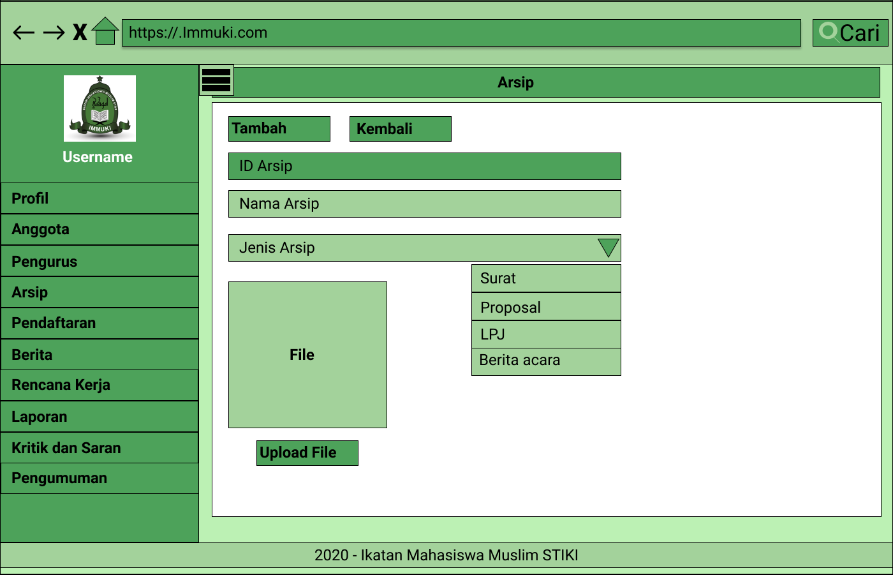 X
https://.Immuki.com
Cari
Arsip
IMMUKI
Username
Profil
Anggota
Pengurus
Arsip
Pendaftaran
Berita
Rencana Kerja
Laporan
Kritik dan Saran
Pengumuman
Tambah
Kembali
ID Arsip
Nama Arsip
Jenis Arsip
Surat
Proposal
LPJ
Berita acara
File
Upload File
2020 - Ikatan Mahasiswa Muslim STIKI